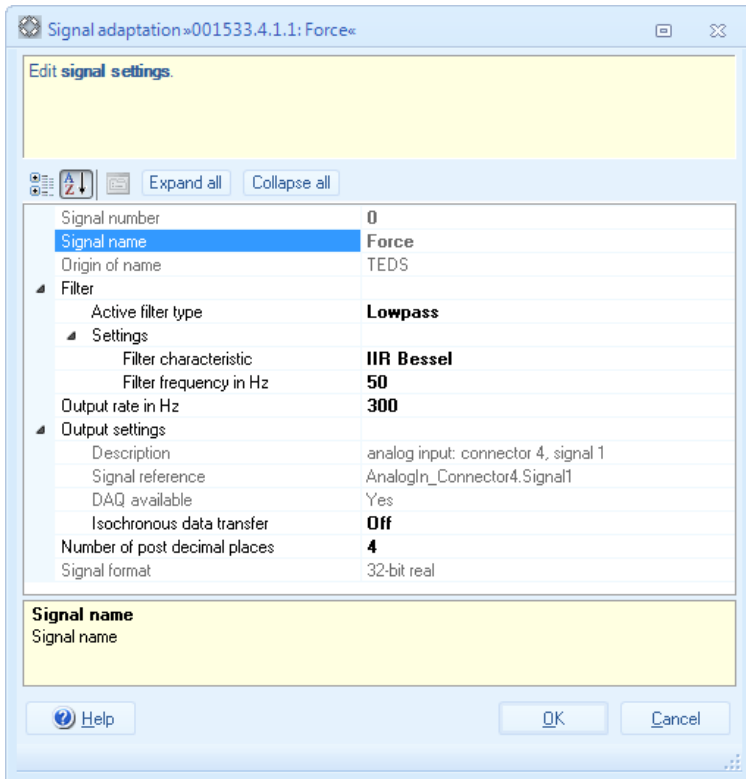 Signal adaptation »001533.4.1.1: Force«
Edit signal settings.
Expand all Collapse all
Signal number 0
Signal name Force
Origin of name TEDS
Filter
Active filter type Lowpass
Settings
Filter characteristic IIR Bessel
Filter frequency in Hz 50
Output rate in Hz 300
Output settings
Description analog input: connector 4, signal 1
Signal reference AnalogIn_Connector4.Signal1
DAQ available Yes
Isochronous data transfer Off
Number of post decimal places 4
Signal format 32-bit real
Signal name
Signal name
Help OK Cancel